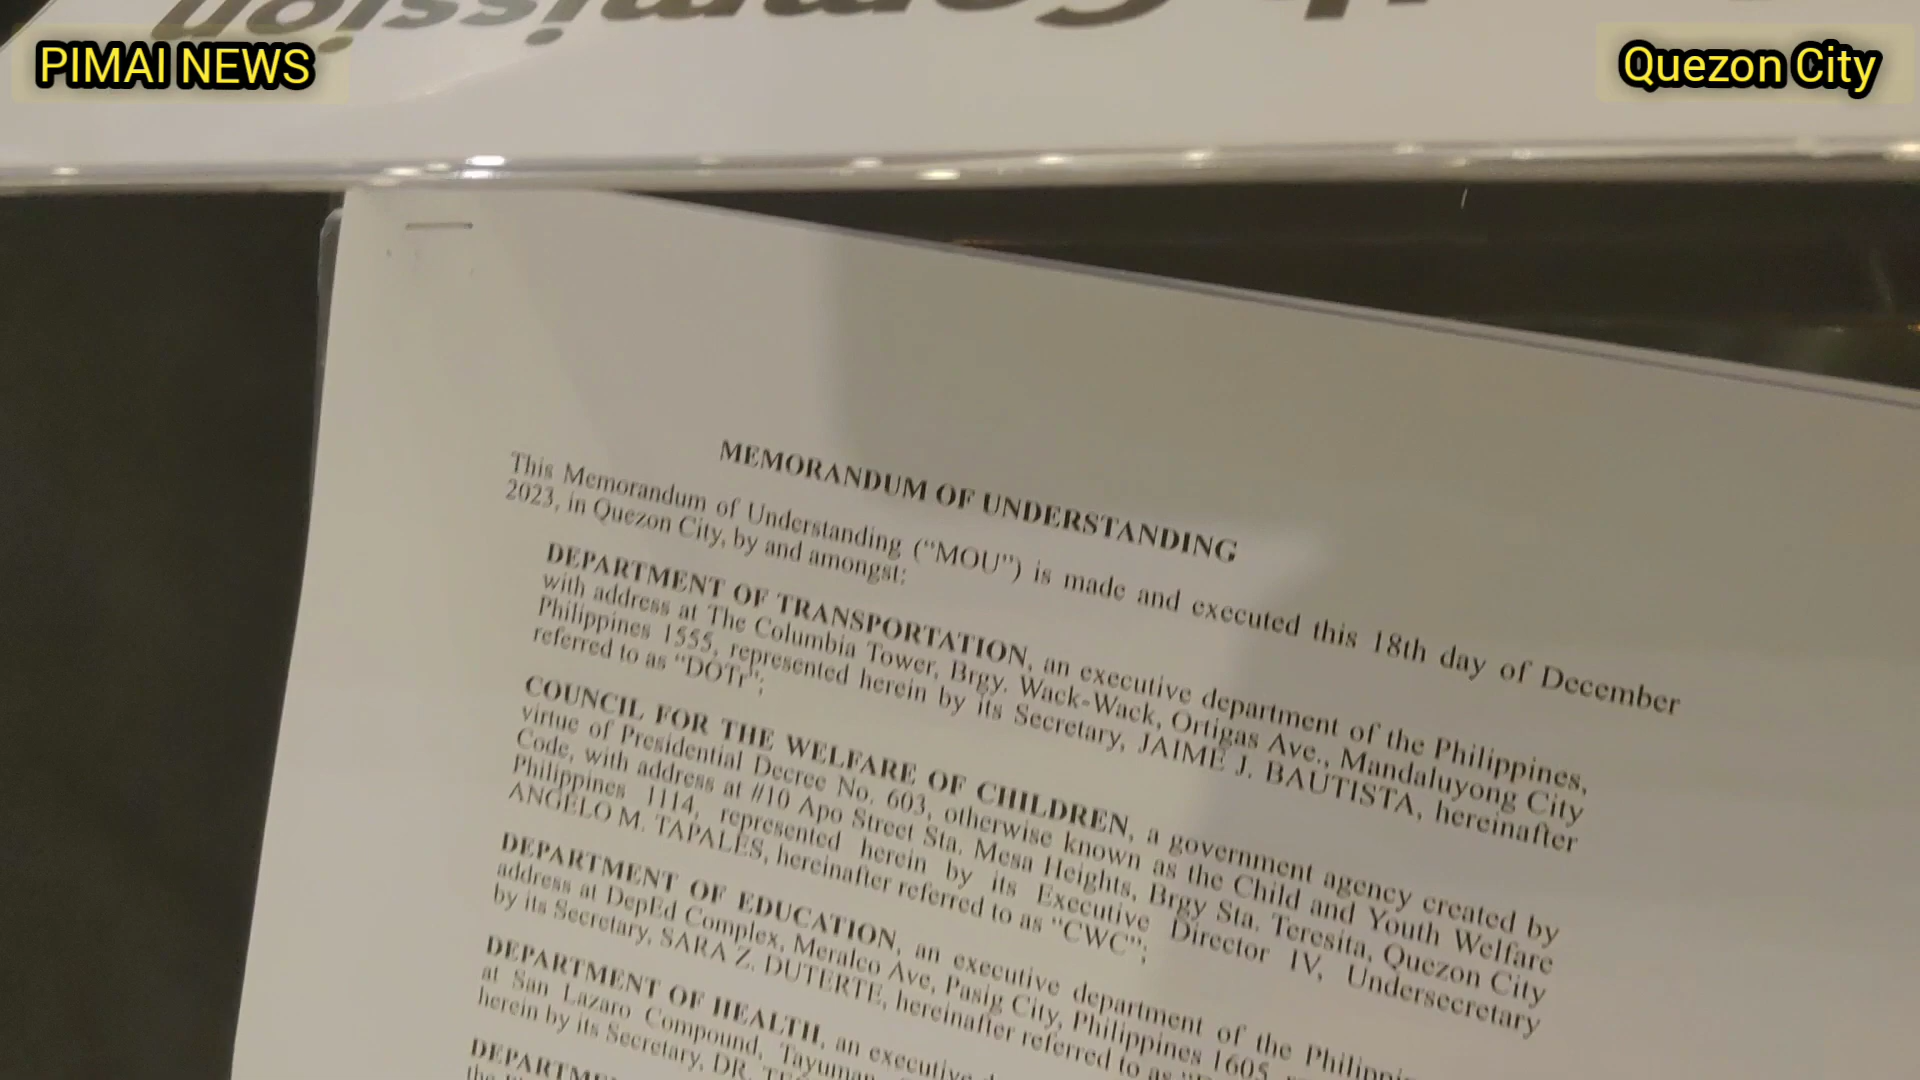 Commission
PIMAI NEWS
Quezon City
MEMORANDUM OF UNDERSTANDING
This Memorandum of Understanding (“MOU”) is made and executed this 18th day of December
2023, in Quezon City, by and amongst:
DEPARTMENT OF TRANSPORTATION, an executive department of the Philippines,
with address at The Columbia Tower, Brgy. Wack-Wack, Ortigas Ave., Mandaluyong City
Philippines 1555, represented herein by its Secretary, JAIME J. BAUTISTA, hereinafter
referred to as “DOTr”;
COUNCIL FOR THE WELFARE OF CHILDREN, a government agency created by
virtue of Presidential Decree No. 603, otherwise known as the Child and Youth Welfare
Code, with address at #10 Apo Street Sta. Mesa Heights, Brgy Sta. Teresita, Quezon City
Philippines 1114, represented herein by its Executive Director IV, Undersecretary
ANGELO M. TAPALES, hereinafter referred to as “CWC”;
DEPARTMENT OF EDUCATION, an executive department of the
address at DepEd Complex, Meralco Ave, Pasig City, Philippines 1605,
by its Secretary, SARA Z. DUTERTE, hereinafter referred to as
DEPARTMENT OF HEALTH, an executive
at San Lazaro Compound, Tayuman
herein by its Secretary, DR.